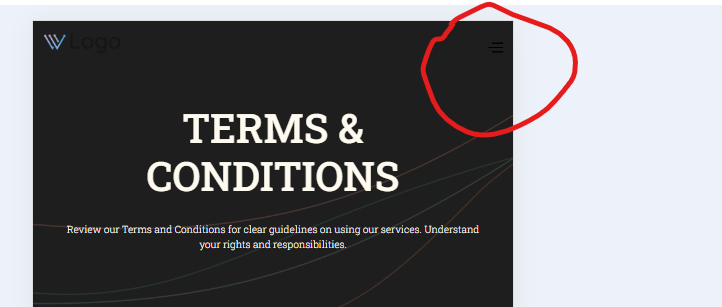 Logo
TERMS &
CONDITIONS
Review our Terms and Conditions for clear guidelines on using our services. Understand
your rights and responsibilities.